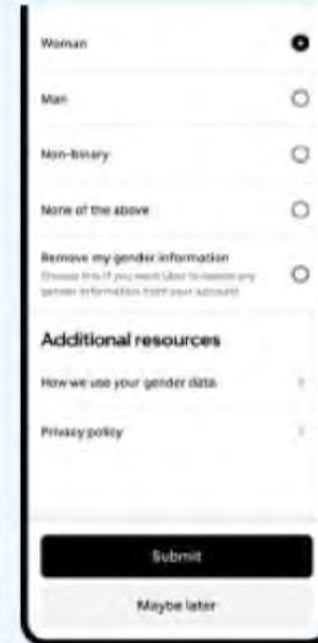 Woman
Man
Non-binary
None of the above
Remove my gender information
Choose this if you want Uber to remove any
gender information from your account
Additional resources
How we use your gender data
Privacy policy
Submit
Maybe later